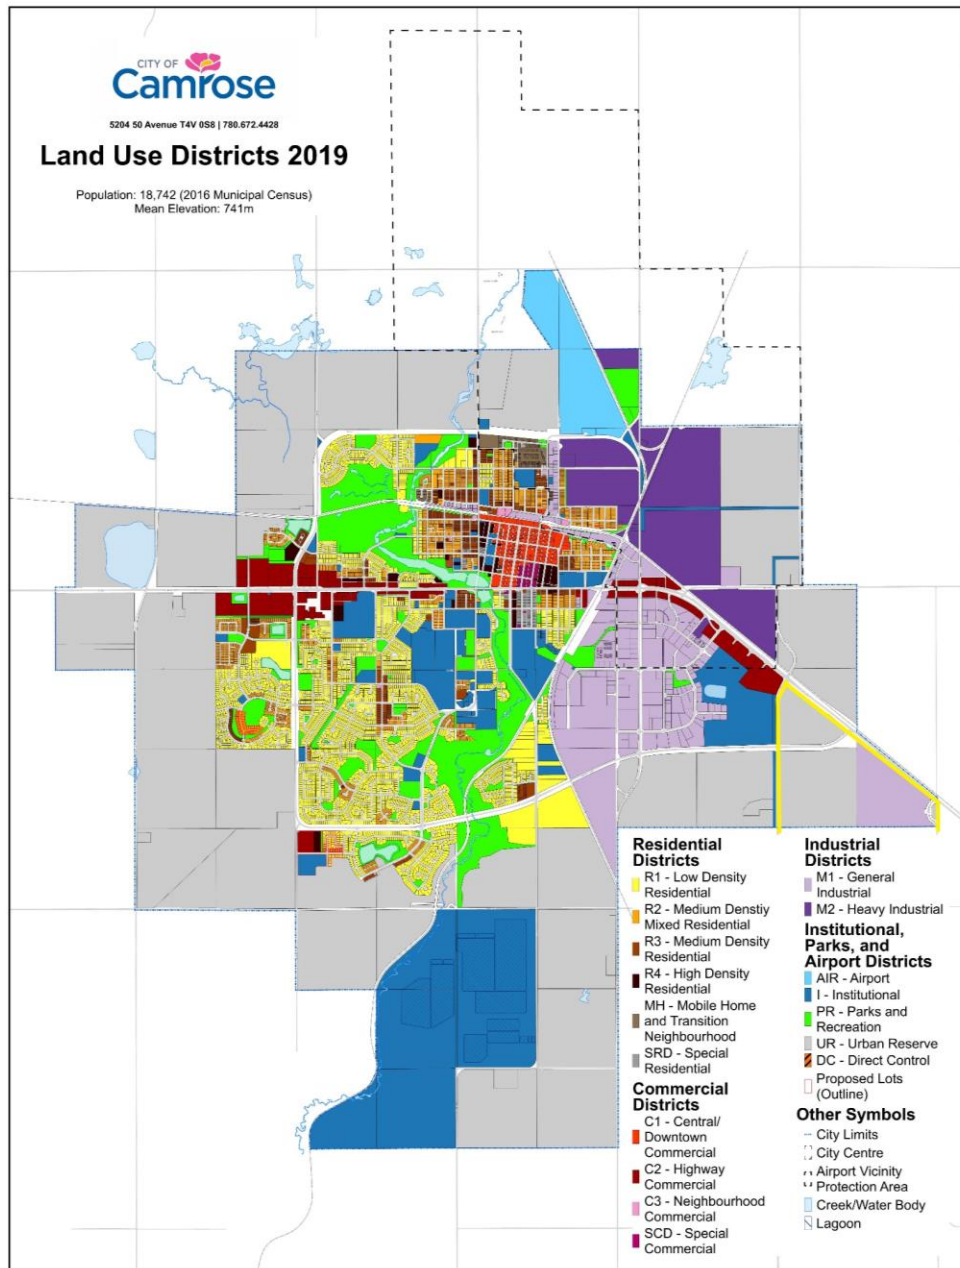 CITY OF
Camrose
5204 50 Avenue T4V 0S8 | 780.672.4428
Land Use Districts 2019
Population: 18,742 (2016 Municipal Census)
Mean Elevation: 741m
Residential
Districts
R1 - Low Density
Residential
R2 - Medium Denstiy
Mixed Residential
R3 - Medium Density
Residential
R4 - High Density
Residential
MH - Mobile Home
and Transition
Neighbourhood
SRD - Special
Residential
Commercial
Districts
C1 - Central/
Downtown
Commercial
C2 - Highway
Commercial
C3 - Neighbourhood
Commercial
SCD - Special
Commercial
Industrial
Districts
M1 - General
Industrial
M2 - Heavy Industrial
Institutional,
Parks, and
Airport Districts
AIR - Airport
I - Institutional
PR - Parks and
Recreation
UR - Urban Reserve
DC - Direct Control
Proposed Lots
(Outline)
Other Symbols
City Limits
City Centre
Airport Vicinity
Protection Area
Creek/Water Body
Lagoon